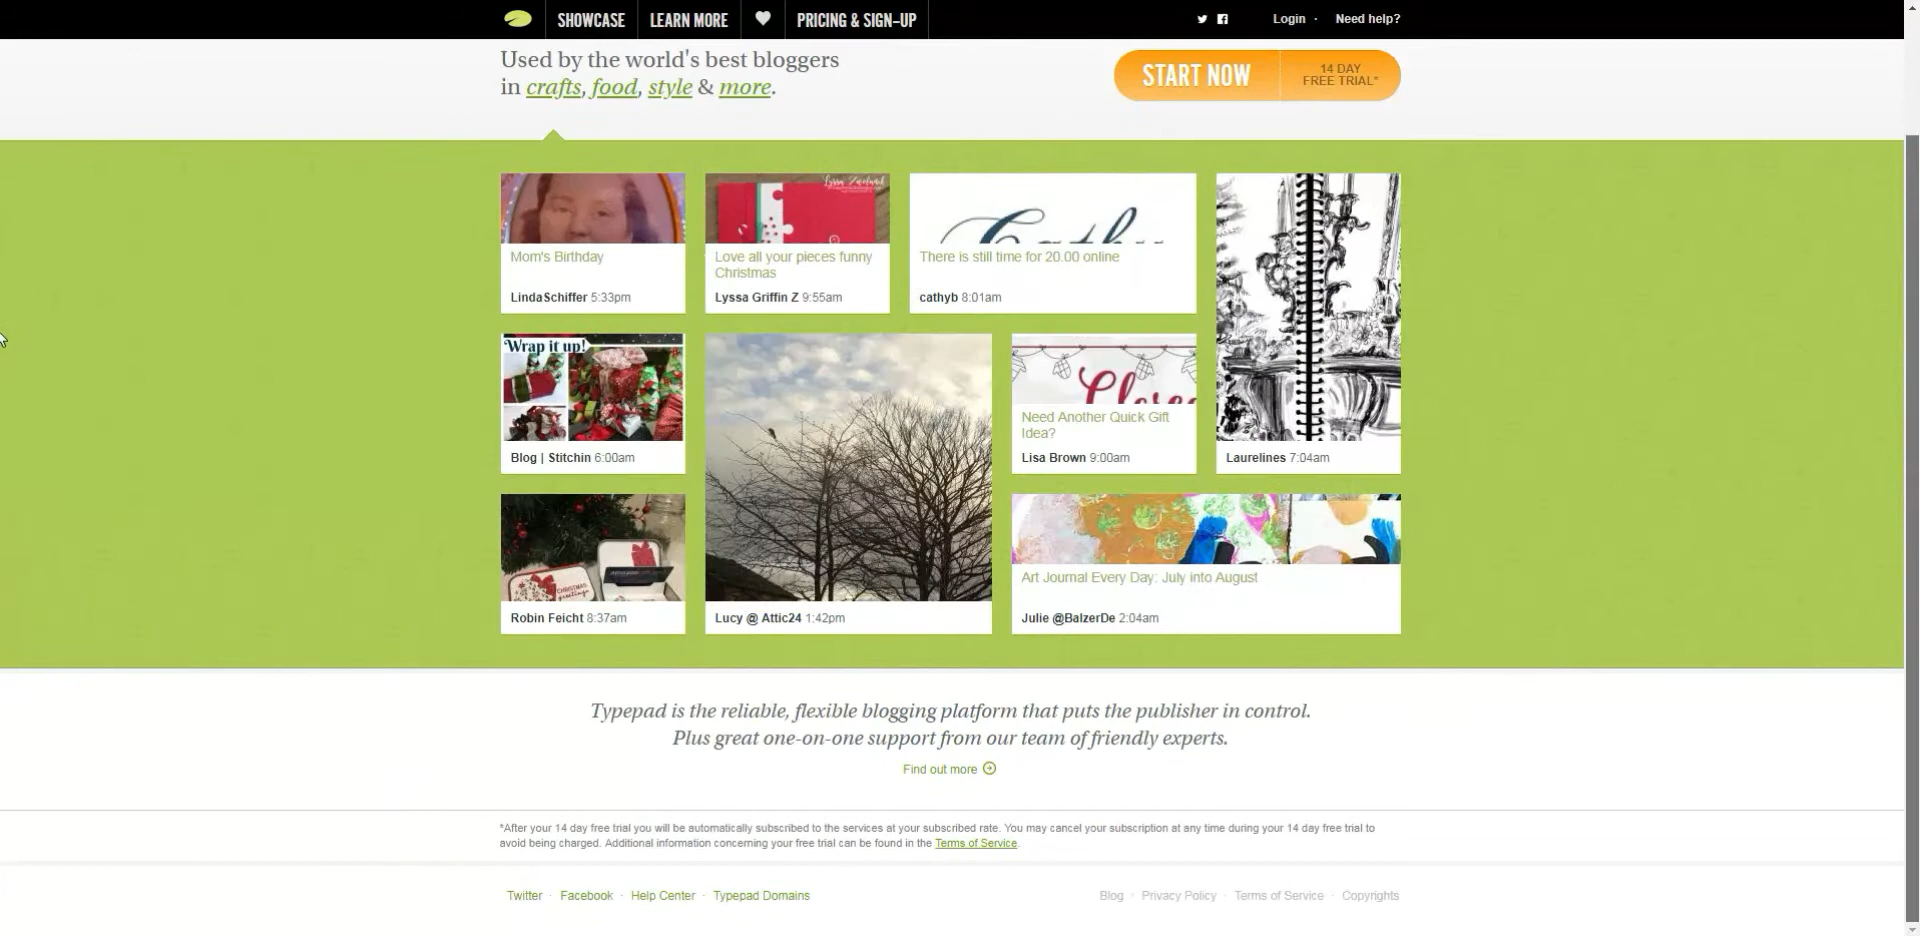 SHOWCASE
LEARN MORE
PRICING & SIGN-UP
Login ·
Need help?
Used by the world's best bloggers
in crafts, food, style & more.
START NOW
14 DAY
FREE TRIAL*
Mom's Birthday
LindaSchiffer 5:33pm
Lyssa Zwolanek
Love all your pieces funny
Christmas
Lyssa Griffin Z 9:55am
Cathy
There is still time for 20.00 online
cathyb 8:01am
Laurelines 7:04am
Wrap it up!
Blog | Stitchin 6:00am
Lucy @ Attic24 1:42pm
Need Another Quick Gift
Idea?
Lisa Brown 9:00am
CHRISTMAS
greetings
Robin Feicht 8:37am
Art Journal Every Day: July into August
Julie @BalzerDe 2:04am
Typepad is the reliable, flexible blogging platform that puts the publisher in control.
Plus great one-on-one support from our team of friendly experts.
Find out more
*After your 14 day free trial you will be automatically subscribed to the services at your subscribed rate. You may cancel your subscription at any time during your 14 day free trial to
avoid being charged. Additional information concerning your free trial can be found in the Terms of Service.
Twitter · Facebook · Help Center · Typepad Domains
Blog · Privacy Policy · Terms of Service · Copyrights